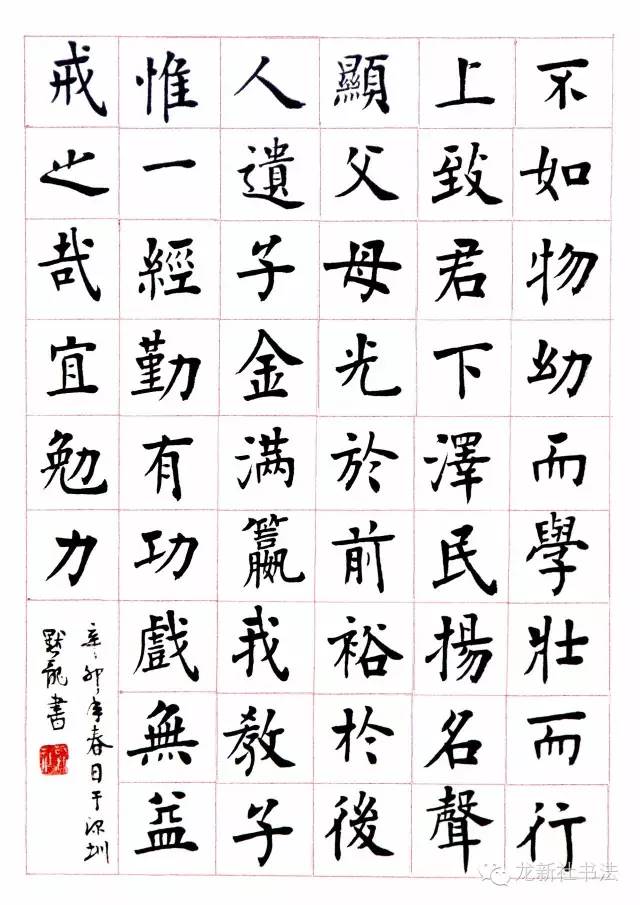 不如物幼而學壯而行
上致君下澤民揚名聲
顯父母光於前裕於後
人遺子金满籯我教子
惟一經勤有功戲無益
戒之哉宜勉力
辛卯年春日于深圳
默龍書
龙新社书法